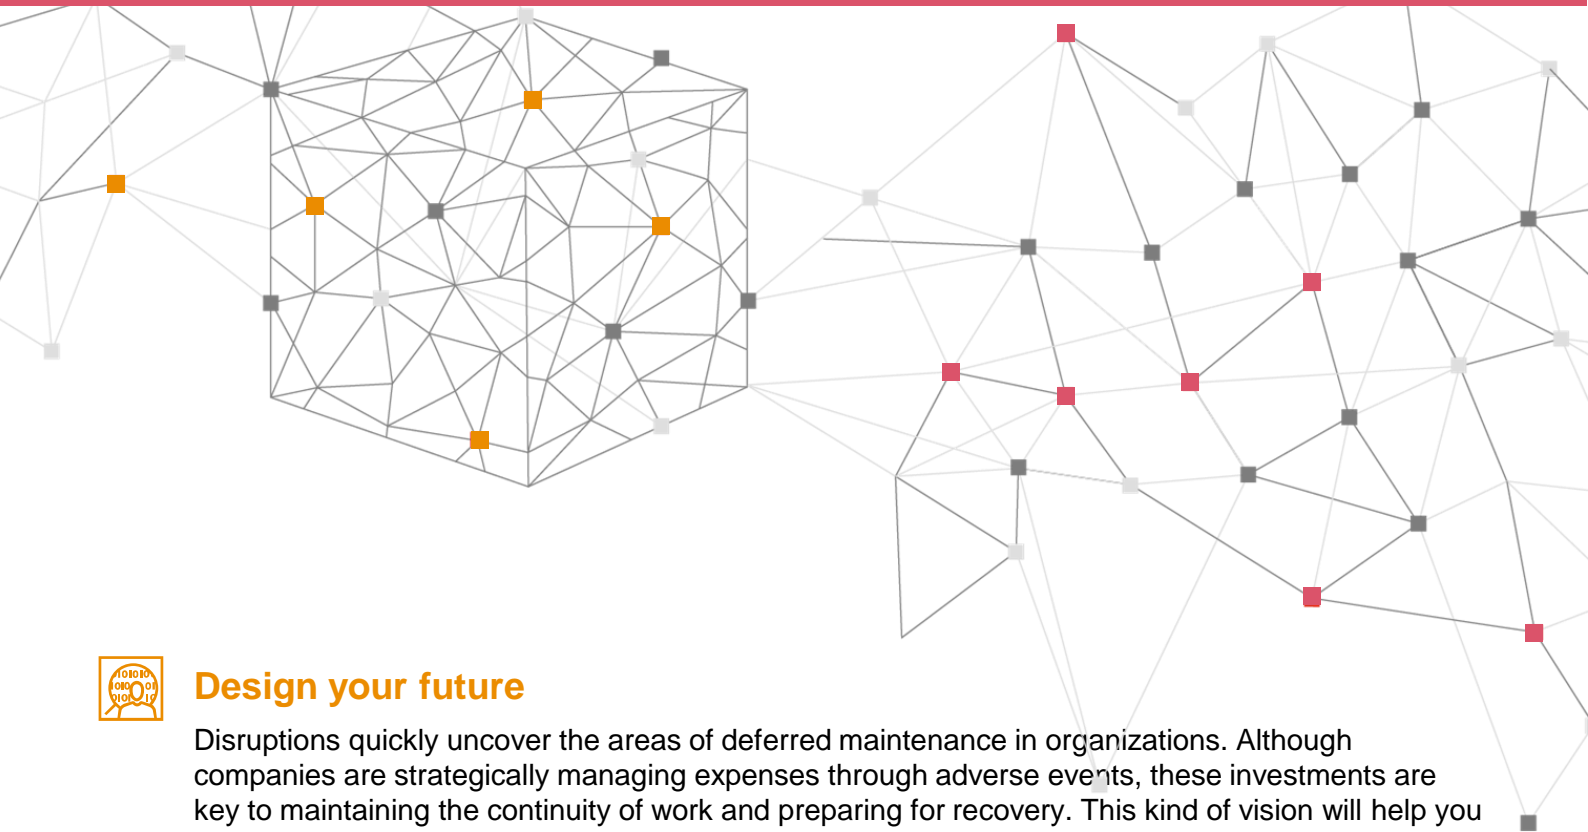 Design your future
Disruptions quickly uncover the areas of deferred maintenance in organizations. Although
companies are strategically managing expenses through adverse events, these investments are
key to maintaining the continuity of work and preparing for recovery. This kind of vision will help you